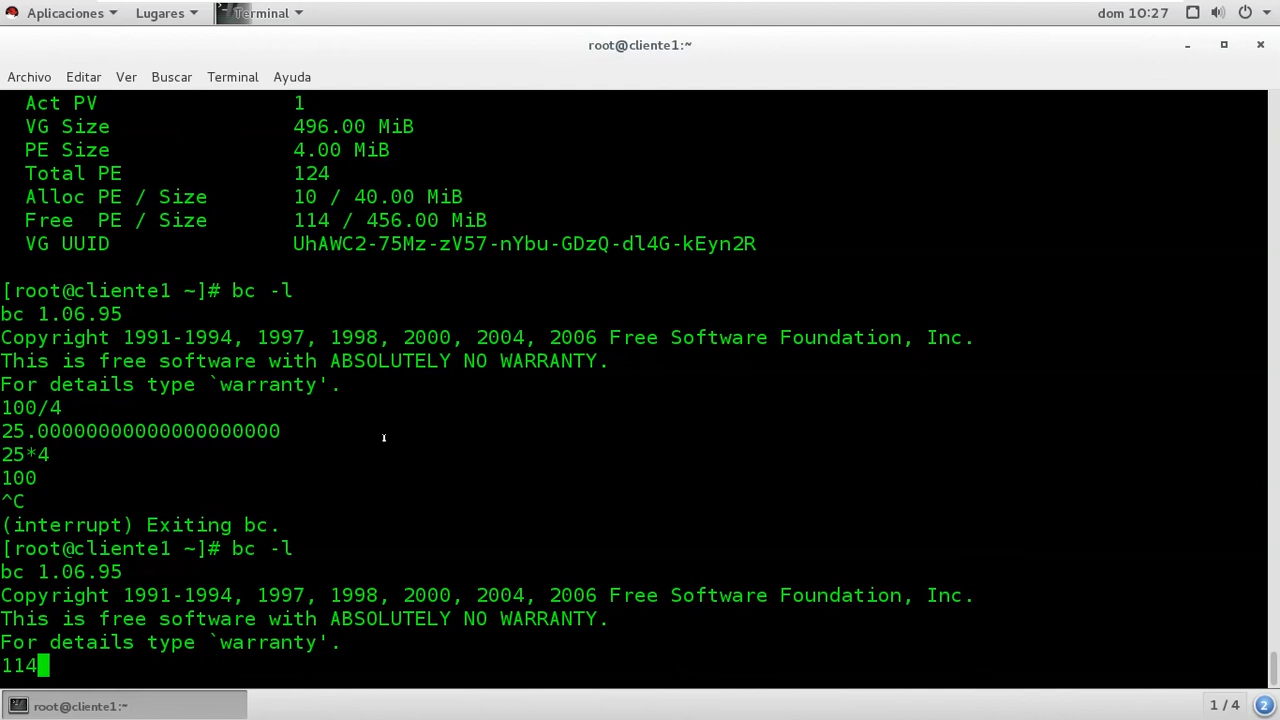 Aplicaciones Lugares Terminal dom 10:27
root@cliente1:~
Archivo Editar Ver Buscar Terminal Ayuda
Act PV 1
VG Size 496.00 MiB
PE Size 4.00 MiB
Total PE 124
Alloc PE / Size 10 / 40.00 MiB
Free  PE / Size 114 / 456.00 MiB
VG UUID UhAWC2-75Mz-zV57-nYbu-GDzQ-dl4G-kEyn2R
[root@cliente1 ~]# bc -l
bc 1.06.95
Copyright 1991-1994, 1997, 1998, 2000, 2004, 2006 Free Software Foundation, Inc.
This is free software with ABSOLUTELY NO WARRANTY.
For details type `warranty'.
100/4
25.00000000000000000000
25*4
100
^C
(interrupt) Exiting bc.
[root@cliente1 ~]# bc -l
bc 1.06.95
Copyright 1991-1994, 1997, 1998, 2000, 2004, 2006 Free Software Foundation, Inc.
This is free software with ABSOLUTELY NO WARRANTY.
For details type `warranty'.
114
root@cliente1:~ 1 / 4 2